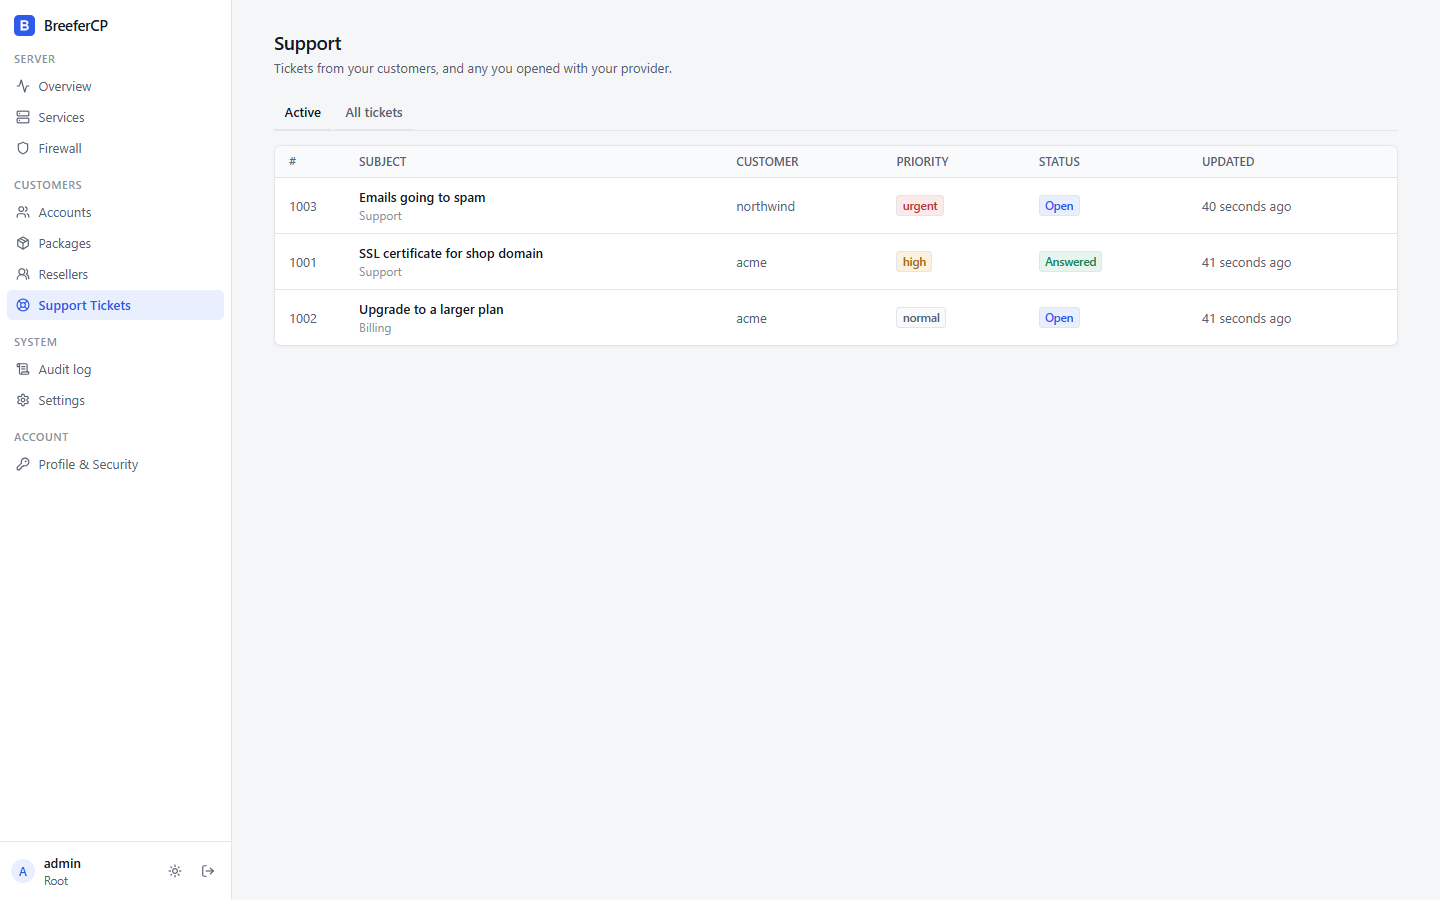 B BreeferCP
SERVER
Overview
Services
Firewall
CUSTOMERS
Accounts
Packages
Resellers
Support Tickets
SYSTEM
Audit log
Settings
ACCOUNT
Profile & Security
A admin
Root
Support
Tickets from your customers, and any you opened with your provider.
Active All tickets
# SUBJECT CUSTOMER PRIORITY STATUS UPDATED
1003 Emails going to spam northwind urgent Open 40 seconds ago
Support
1001 SSL certificate for shop domain acme high Answered 41 seconds ago
Support
1002 Upgrade to a larger plan acme normal Open 41 seconds ago
Billing